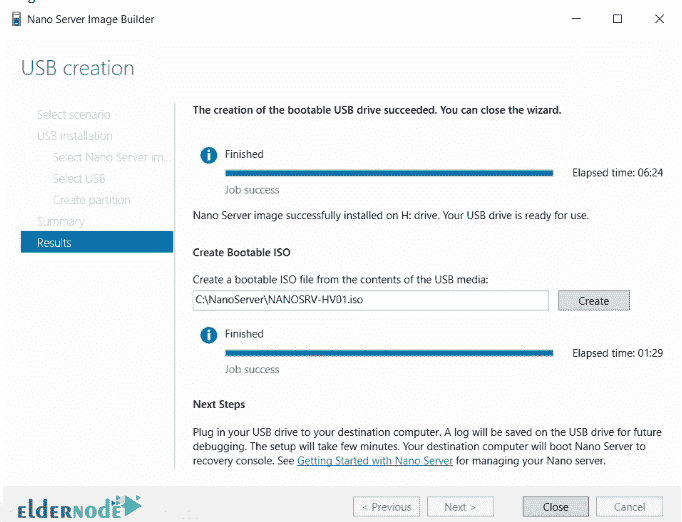 Nano Server Image Builder
USB creation
Select scenario
USB installation
Select Nano Server im...
Select USB
Create partition
Summary
Results
The creation of the bootable USB drive succeeded. You can close the wizard.
Finished
Elapsed time: 06:24
Job success
Nano Server image successfully installed on H: drive. Your USB drive is ready for use.
Create Bootable ISO
Create a bootable ISO file from the contents of the USB media:
C:\NanoServer\NANOSRV-HV01.iso
Create
Finished
Elapsed time: 01:29
Job success
Next Steps
Plug in your USB drive to your destination computer. A log will be saved on the USB drive for future
debugging. The setup will take few minutes. Your destination computer will boot Nano Server to
recovery console. See Getting Started with Nano Server for managing your Nano server.
elderNODE
< Previous
Next >
Close
Cancel